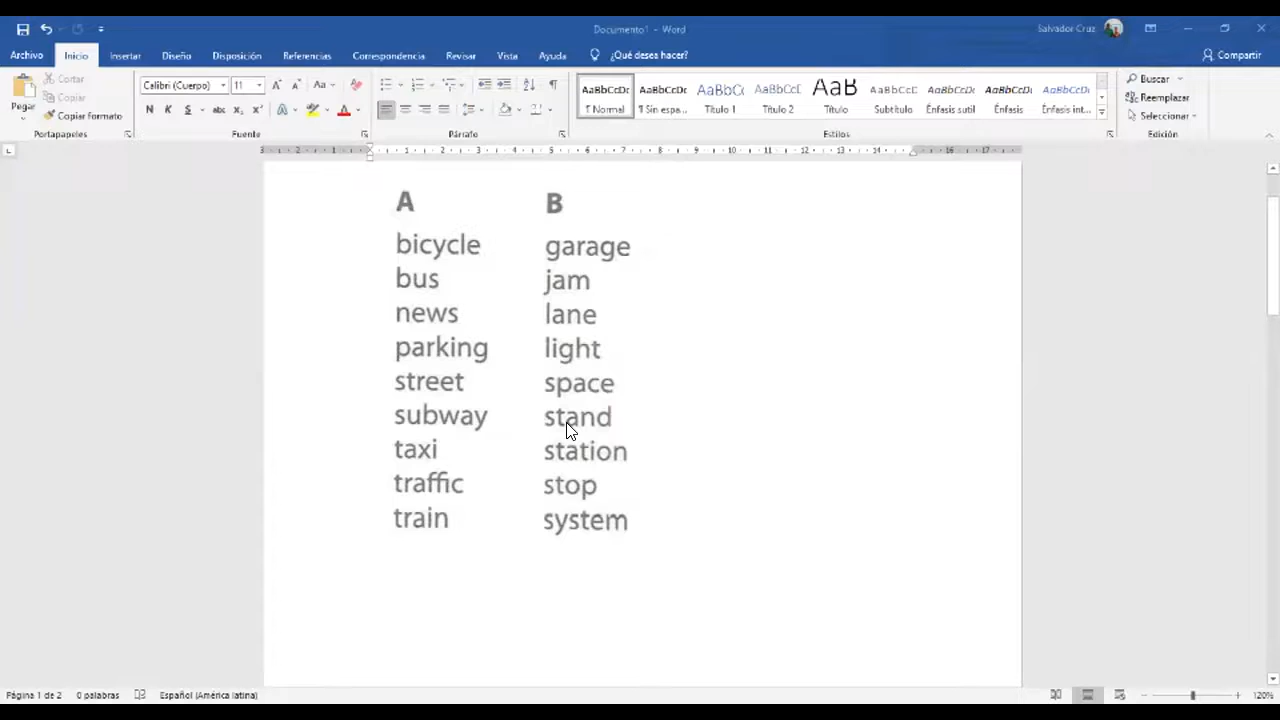 Documento1 - Word
Salvador Cruz
Archivo Inicio Insertar Diseño Disposición Referencias Correspondencia Revisar Vista Ayuda ¿Qué desea hacer? Compartir
Pegar
Cortar
Copiar
Copiar formato
Portapapeles
Calibri (Cuerpo) 11
Fuente
Párrafo
AaBbCcDc AaBbCcDc AaBbC( AaBbCcE AaB AaBbCcD AaBbCcDc AaBbCcDc AaBbCcDc
¶ Normal ¶ Sin espa... Título 1 Título 2 Título Subtítulo Énfasis sutil Énfasis Énfasis int...
Estilos
Buscar
Reemplazar
Seleccionar
Edición
A B
bicycle garage
bus jam
news lane
parking light
street space
subway stand
taxi station
traffic stop
train system
Página 1 de 2 0 palabras Español (América latina) 120%